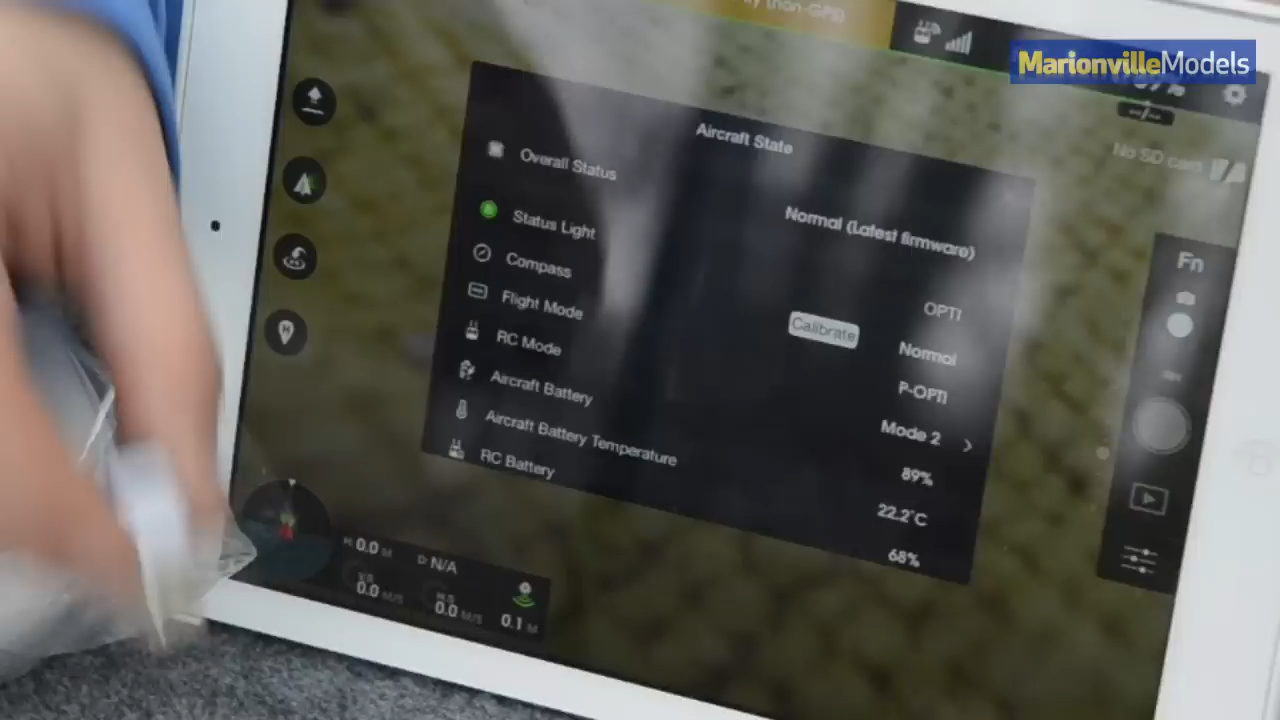 (non-GPS)
MarionvilleModels
No SD card
Aircraft State
Overall Status
Normal (Latest firmware)
Status Light
OPTI
Compass
Calibrate
Normal
Flight Mode
P-OPTI
RC Mode
Mode 2
Aircraft Battery
89%
Aircraft Battery Temperature
22.2°C
RC Battery
68%
Fn
H: 0.0 M
D: N/A
0.0 M/S
H.S
0.0 M/S
0.1 M